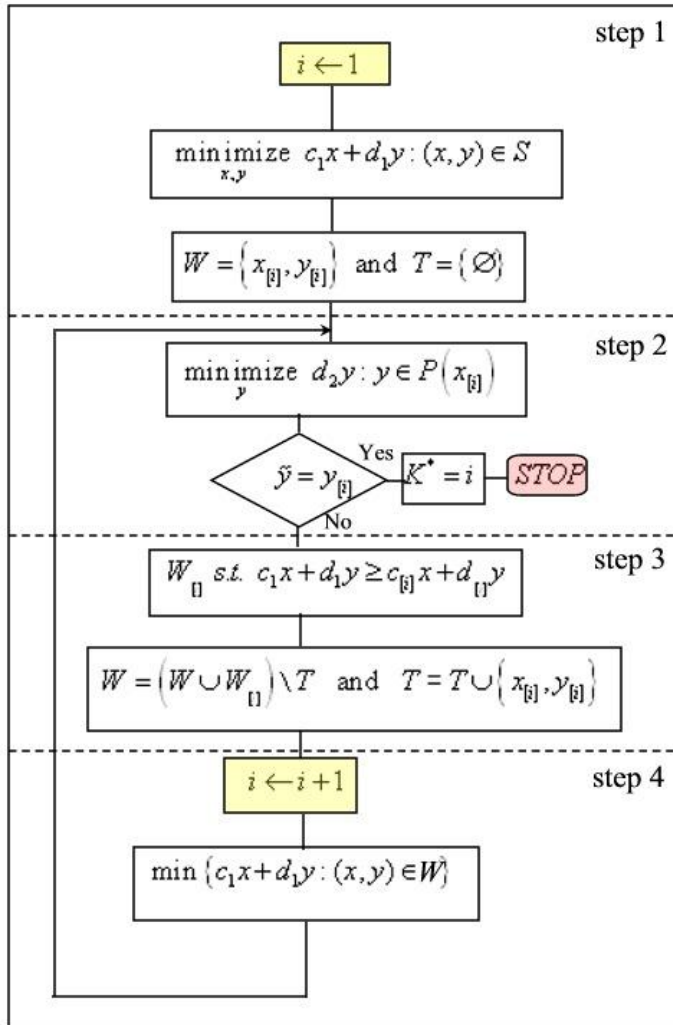 step 1
i ← 1
minimize c₁x + d₁y : (x, y) ∈ S
x,y
W = {x[i], y[i]} and T = {∅}
step 2
minimize d₂y : y ∈ P(x[i])
y
Yes
ỹ = y[i]
K* = i
STOP
No
step 3
W[] s.t. c₁x + d₁y ≥ c[i]x + d[]y
W = (W ∪ W[]) \ T and T = T ∪ {x[i], y[i]}
step 4
i ← i + 1
min {c₁x + d₁y : (x, y) ∈ W}